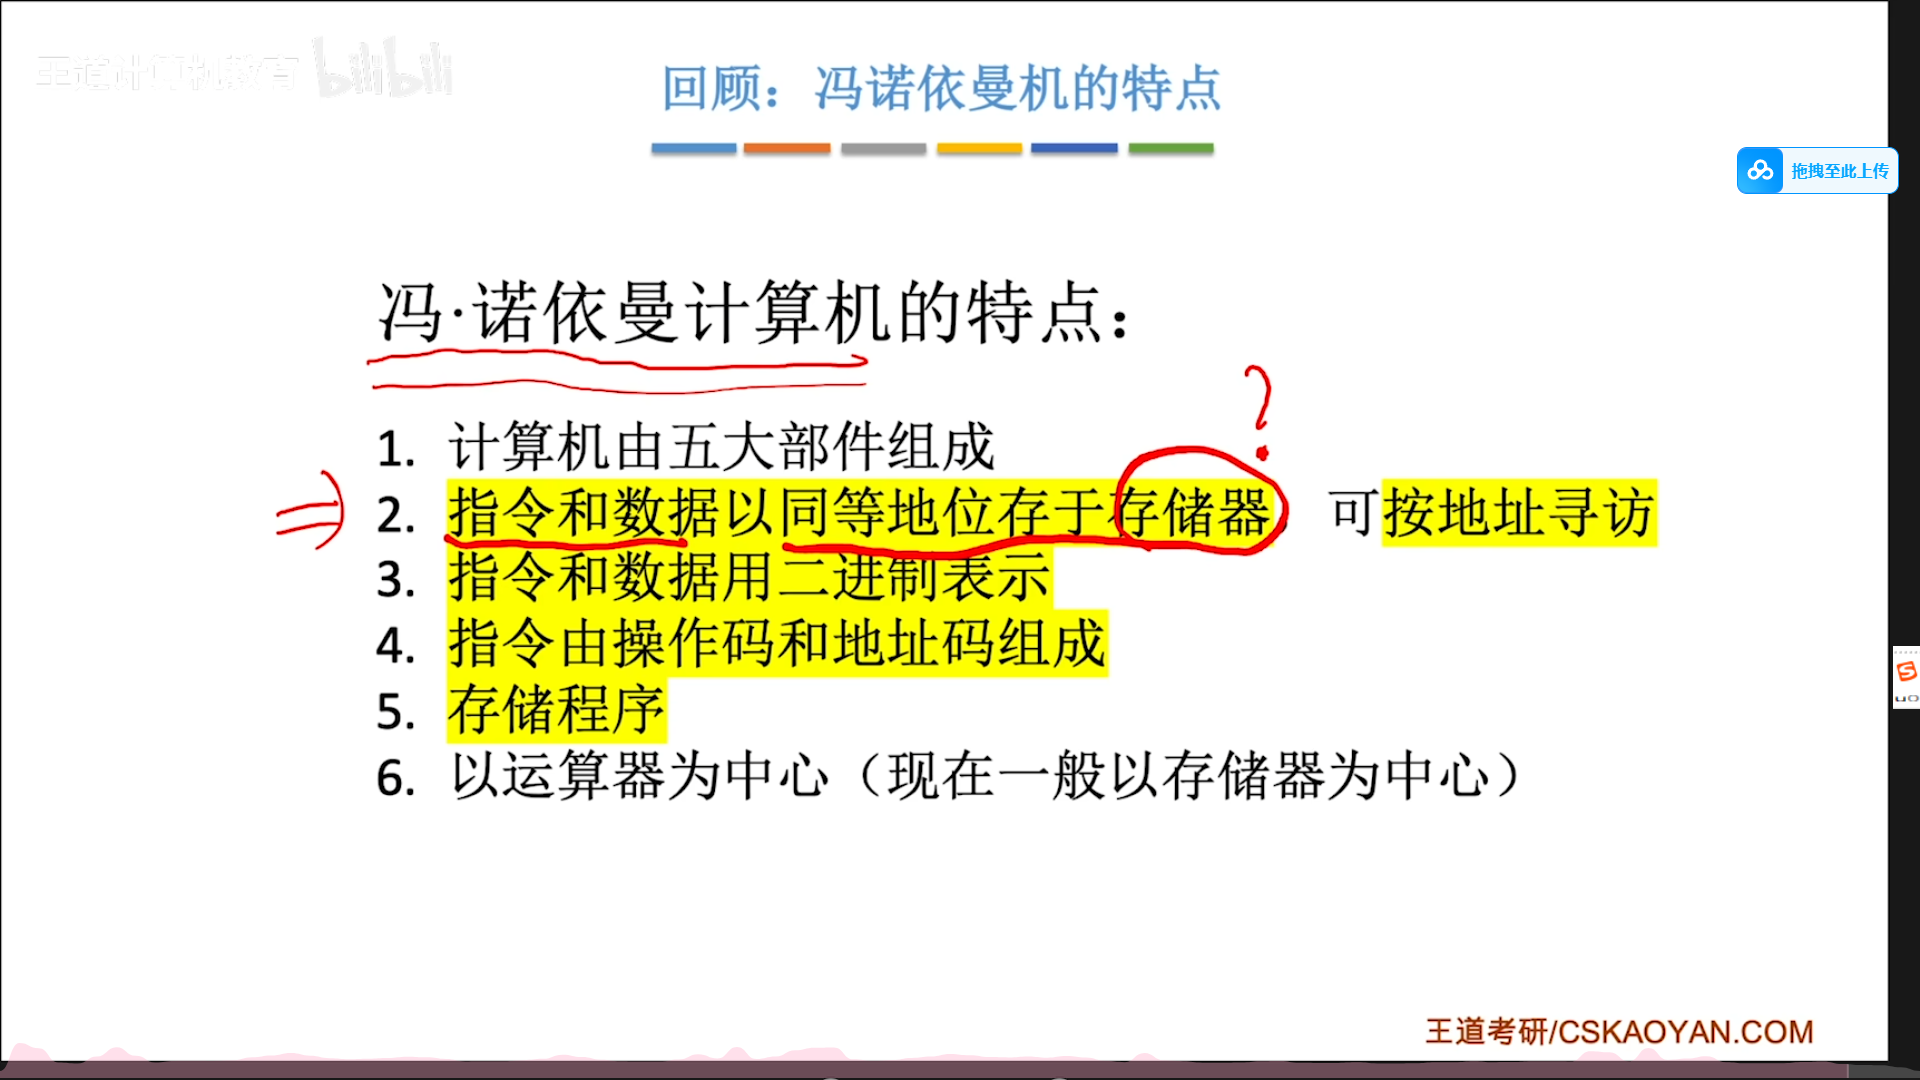 王道计算机教育 bilibili
回顾：冯诺依曼机的特点
拖拽至此上传
冯·诺依曼计算机的特点：
?
1. 计算机由五大部件组成
2. 指令和数据以同等地位存于存储器，可按地址寻访
3. 指令和数据用二进制表示
4. 指令由操作码和地址码组成
5. 存储程序
6. 以运算器为中心（现在一般以存储器为中心）
王道考研/CSKAOYAN.COM